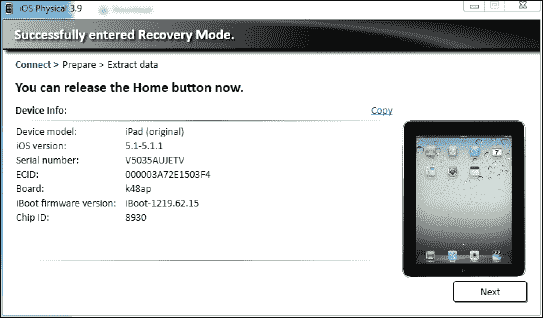 iOS Physical 3.9
Successfully entered Recovery Mode.
Connect > Prepare > Extract data
You can release the Home button now.
Device Info: Copy
Device model: iPad (original)
iOS version: 5.1-5.1.1
Serial number: V5035AUJETV
ECID: 000003A72E1503F4
Board: k48ap
iBoot firmware version: iBoot-1219.62.15
Chip ID: 8930
Next